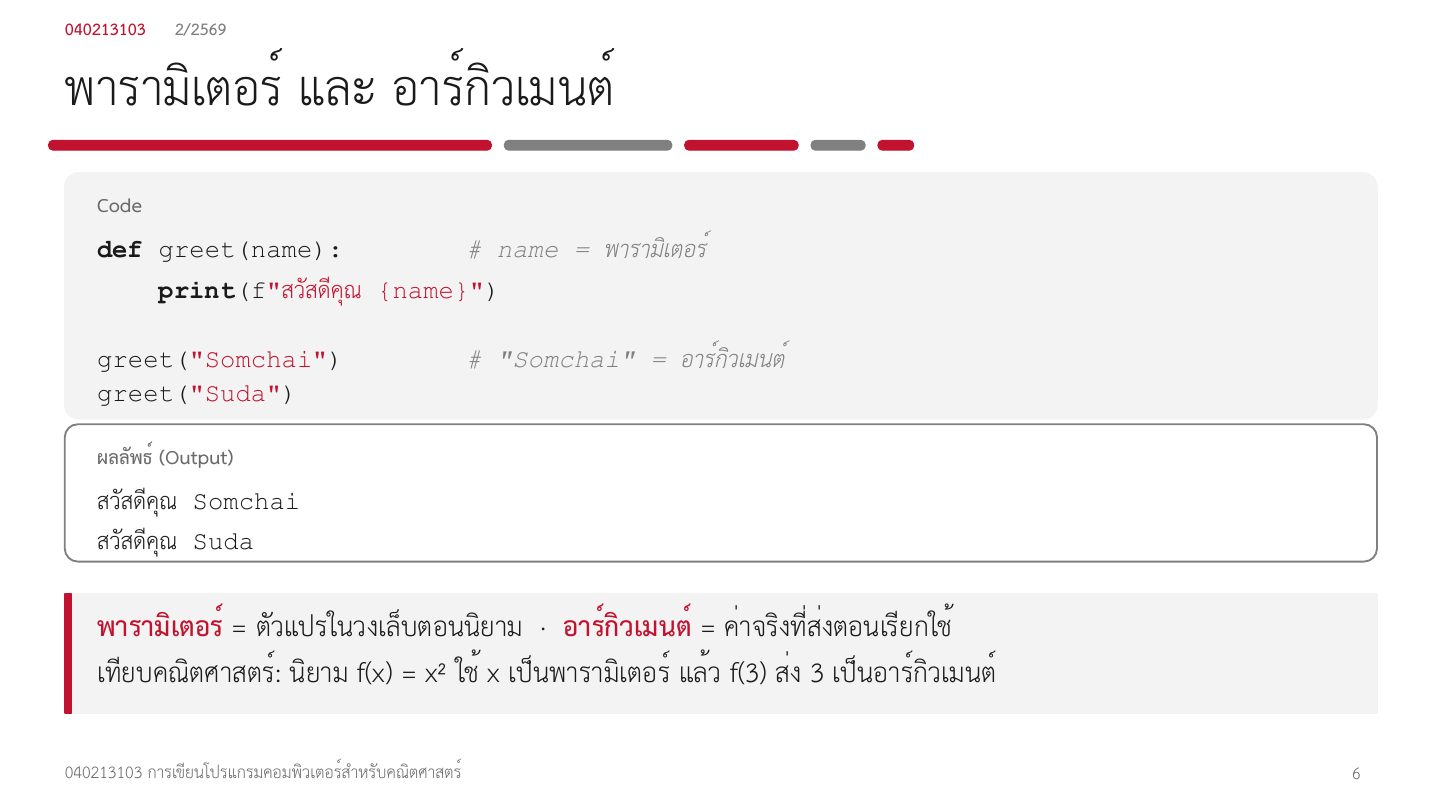 040213103 2/2569
พารามิเตอร์ และ อาร์กิวเมนต์
Code
def greet(name): # name = พารามิเตอร์
print(f"สวัสดีคุณ {name}")
greet("Somchai") # "Somchai" = อาร์กิวเมนต์
greet("Suda")
ผลลัพธ์ (Output)
สวัสดีคุณ Somchai
สวัสดีคุณ Suda
พารามิเตอร์ = ตัวแปรในวงเล็บตอนนิยาม · อาร์กิวเมนต์ = ค่าจริงที่ส่งตอนเรียกใช้
เทียบคณิตศาสตร์: นิยาม f(x) = x² ใช้ x เป็นพารามิเตอร์ แล้ว f(3) ส่ง 3 เป็นอาร์กิวเมนต์
040213103 การเขียนโปรแกรมคอมพิวเตอร์สำหรับคณิตศาสตร์ 6